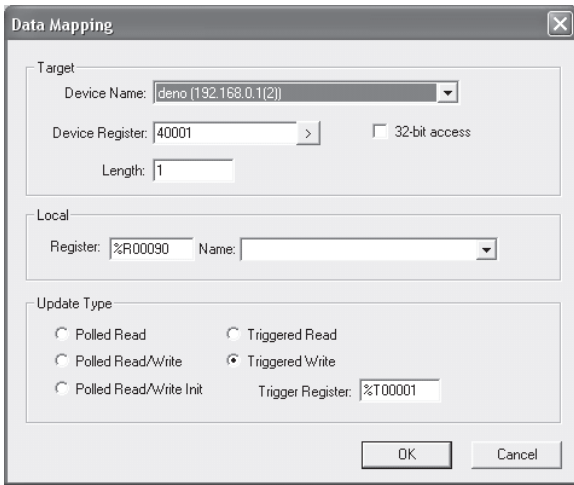 Data Mapping
Target
Device Name: deno (192.168.0.1(2))
Device Register: 40001 > 32-bit access
Length: 1
Local
Register: %R00090 Name:
Update Type
Polled Read Triggered Read
Polled Read/Write Triggered Write
Polled Read/Write Init Trigger Register: %T00001
OK Cancel